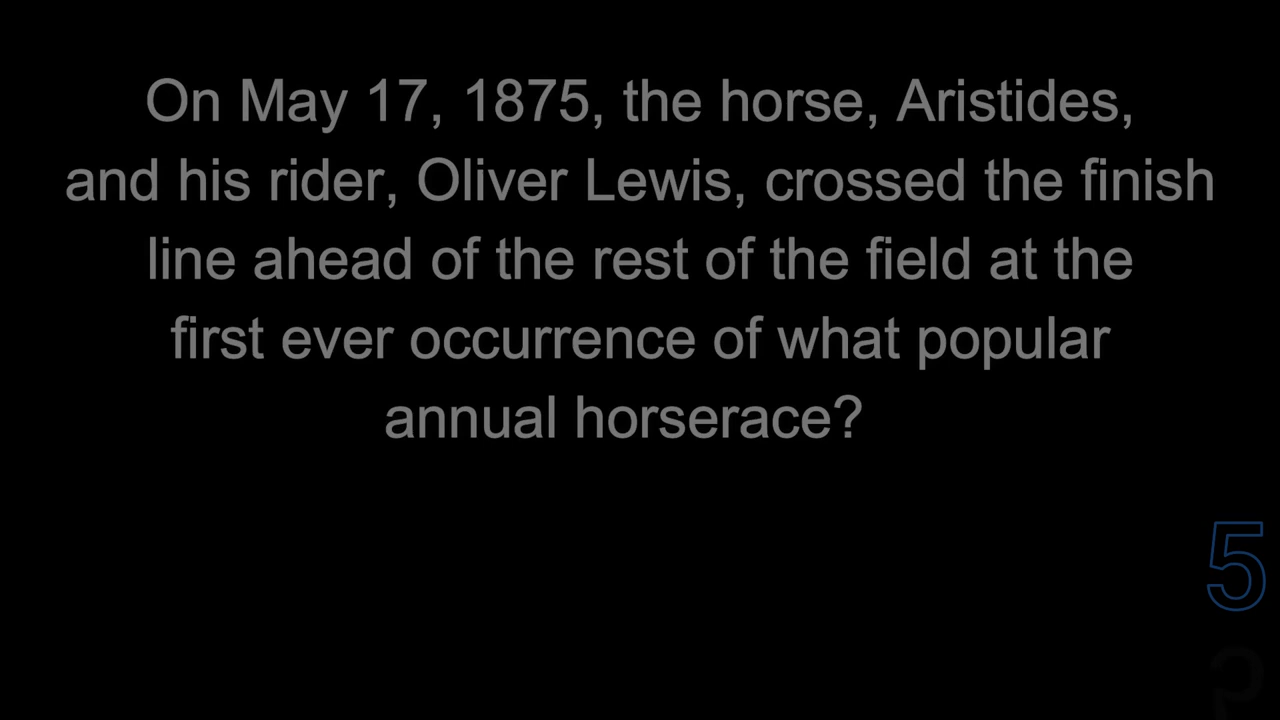 On May 17, 1875, the horse, Aristides,
and his rider, Oliver Lewis, crossed the finish
line ahead of the rest of the field at the
first ever occurrence of what popular
annual horserace?
5